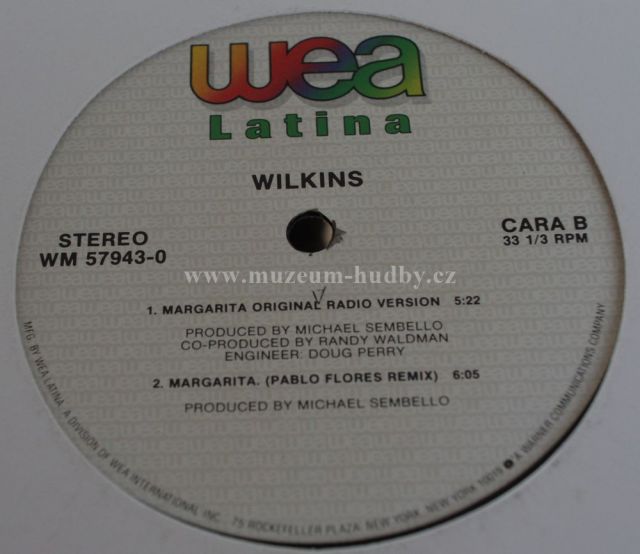 wea
Latina
WILKINS
STEREO
WM 57943-0
CARA B
33 1/3 RPM
www.muzeum-hudby.cz
1. MARGARITA ORIGINAL RADIO VERSION 5:22
PRODUCED BY MICHAEL SEMBELLO
CO-PRODUCED BY RANDY WALDMAN
ENGINEER: DOUG PERRY
2. MARGARITA. (PABLO FLORES REMIX) 6:05
PRODUCED BY MICHAEL SEMBELLO
MFG. BY WEA LATINA, A DIVISION OF WEA INTERNATIONAL INC., 75 ROCKEFELLER PLAZA, NEW YORK, NEW YORK 10019 ● A WARNER COMMUNICATIONS COMPANY